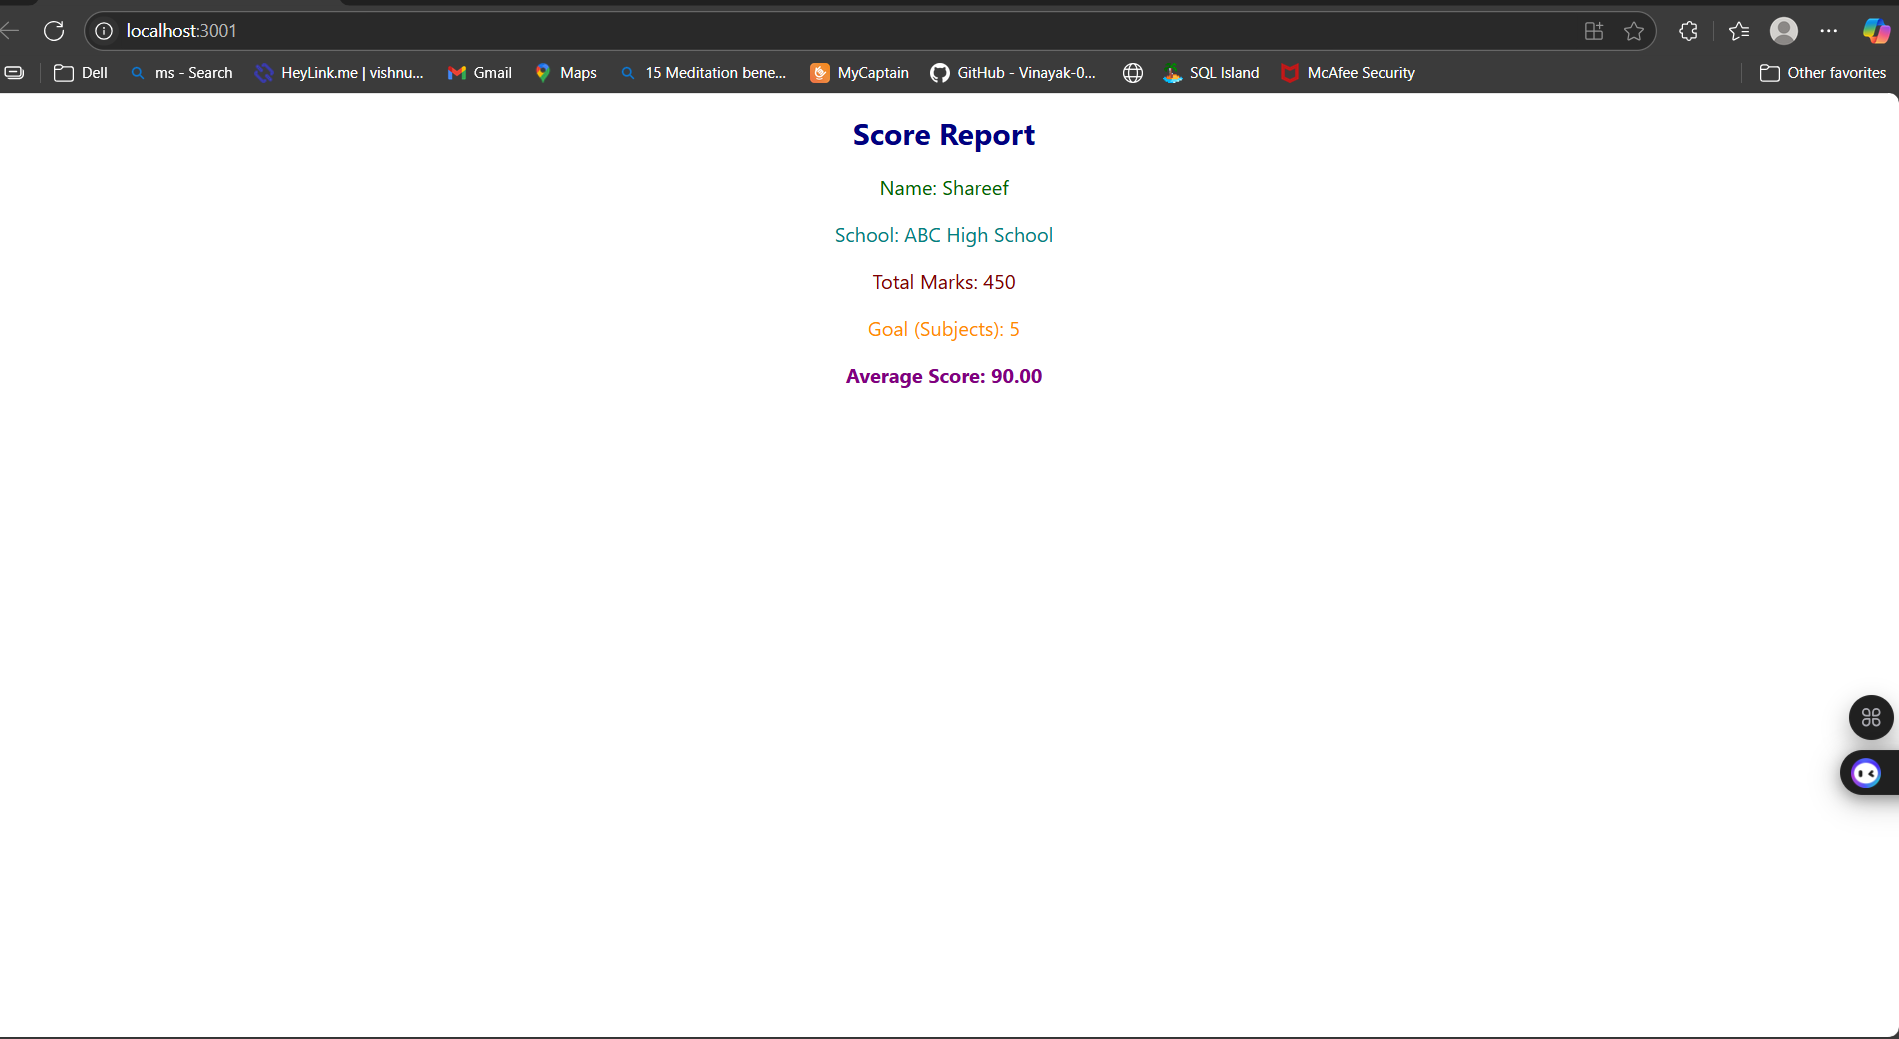 localhost:3001
Dell ms - Search HeyLink.me | vishnu... Gmail Maps 15 Meditation bene... MyCaptain GitHub - Vinayak-0... SQL Island McAfee Security Other favorites
Score Report
Name: Shareef
School: ABC High School
Total Marks: 450
Goal (Subjects): 5
Average Score: 90.00